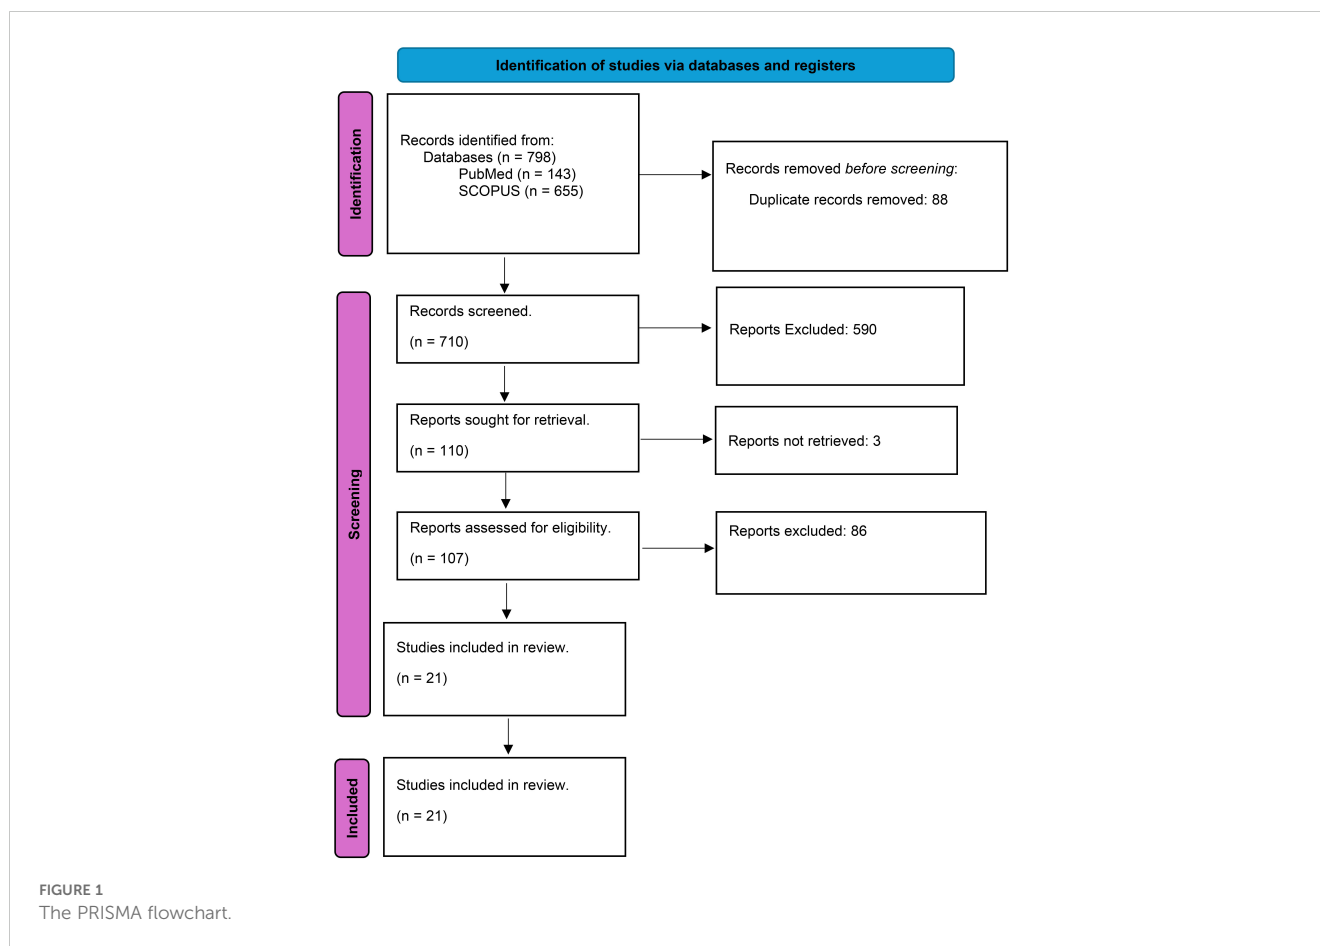 Identification of studies via databases and registers
Identification
Records identified from:
Databases (n = 798)
PubMed (n = 143)
SCOPUS (n = 655)
Records removed before screening:
Duplicate records removed: 88
Screening
Records screened.
(n = 710)
Reports Excluded: 590
Reports sought for retrieval.
(n = 110)
Reports not retrieved: 3
Reports assessed for eligibility.
(n = 107)
Reports excluded: 86
Studies included in review.
(n = 21)
Included
Studies included in review.
(n = 21)
FIGURE 1
The PRISMA flowchart.